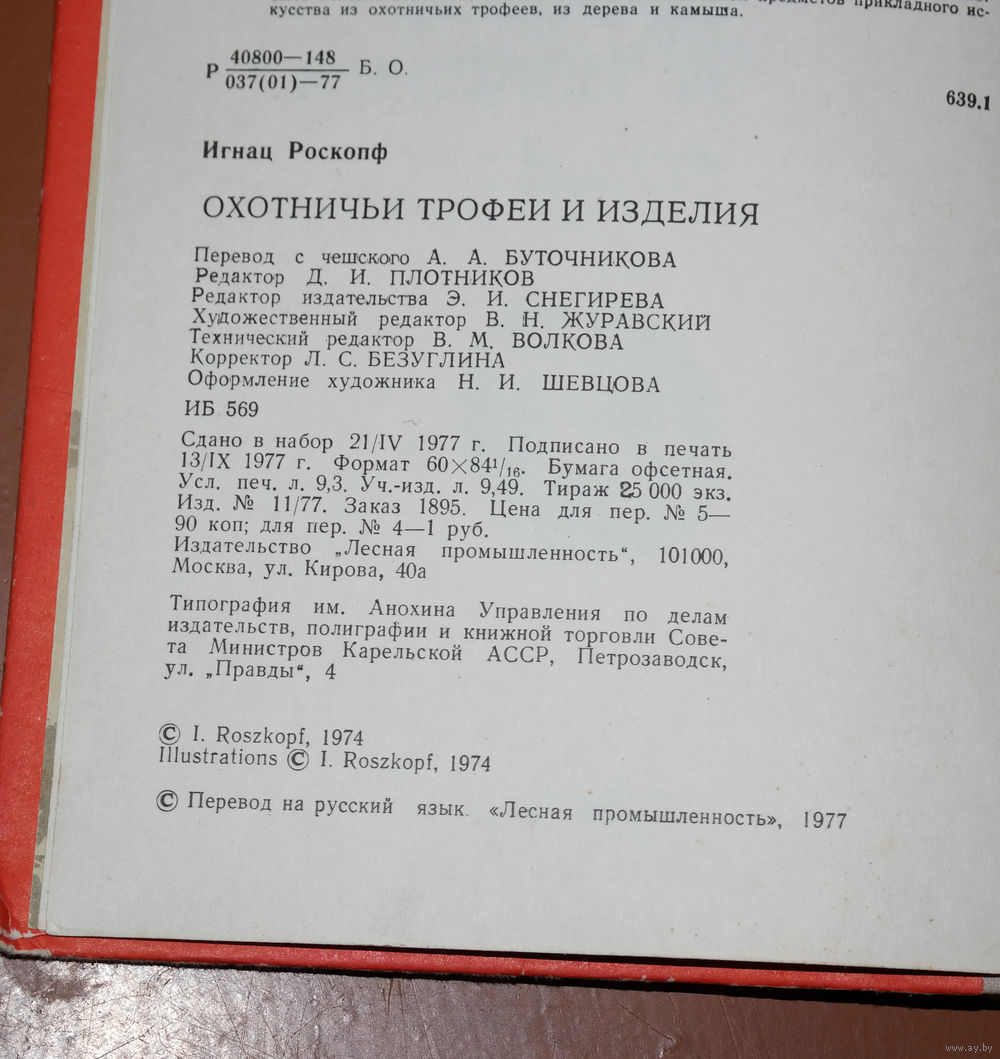 предметов прикладного ис-
кусства из охотничьих трофеев, из дерева и камыша.
Р 40800—148 Б. О.
037(01)—77
639.1
Игнац Роскопф
ОХОТНИЧЬИ ТРОФЕИ И ИЗДЕЛИЯ
Перевод с чешского А. А. БУТОЧНИКОВА
Редактор Д. И. ПЛОТНИКОВ
Редактор издательства Э. И. СНЕГИРЕВА
Художественный редактор В. Н. ЖУРАВСКИЙ
Технический редактор В. М. ВОЛКОВА
Корректор Л. С. БЕЗУГЛИНА
Оформление художника Н. И. ШЕВЦОВА
ИБ 569
Сдано в набор 21/IV 1977 г. Подписано в печать
13/IX 1977 г. Формат 60×84¹/₁₆. Бумага офсетная.
Усл. печ. л. 9,3. Уч.-изд. л. 9,49. Тираж 25 000 экз.
Изд. № 11/77. Заказ 1895. Цена для пер. № 5—
90 коп; для пер. № 4—1 руб.
Издательство „Лесная промышленность“, 101000,
Москва, ул. Кирова, 40а
Типография им. Анохина Управления по делам
издательств, полиграфии и книжной торговли Сове-
та Министров Карельской АССР, Петрозаводск,
ул. „Правды“, 4
© I. Roszkopf, 1974
Illustrations © I. Roszkopf, 1974
© Перевод на русский язык. «Лесная промышленность», 1977
www.ay.by